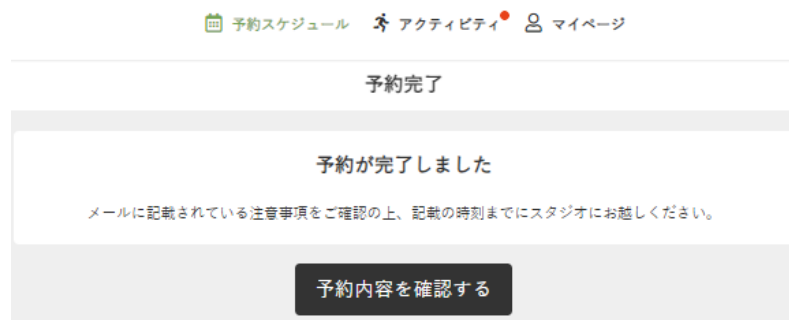 予約スケジュール アクティビティ マイページ
予約完了
予約が完了しました
メールに記載されている注意事項をご確認の上、記載の時刻までにスタジオにお越しください。
予約内容を確認する